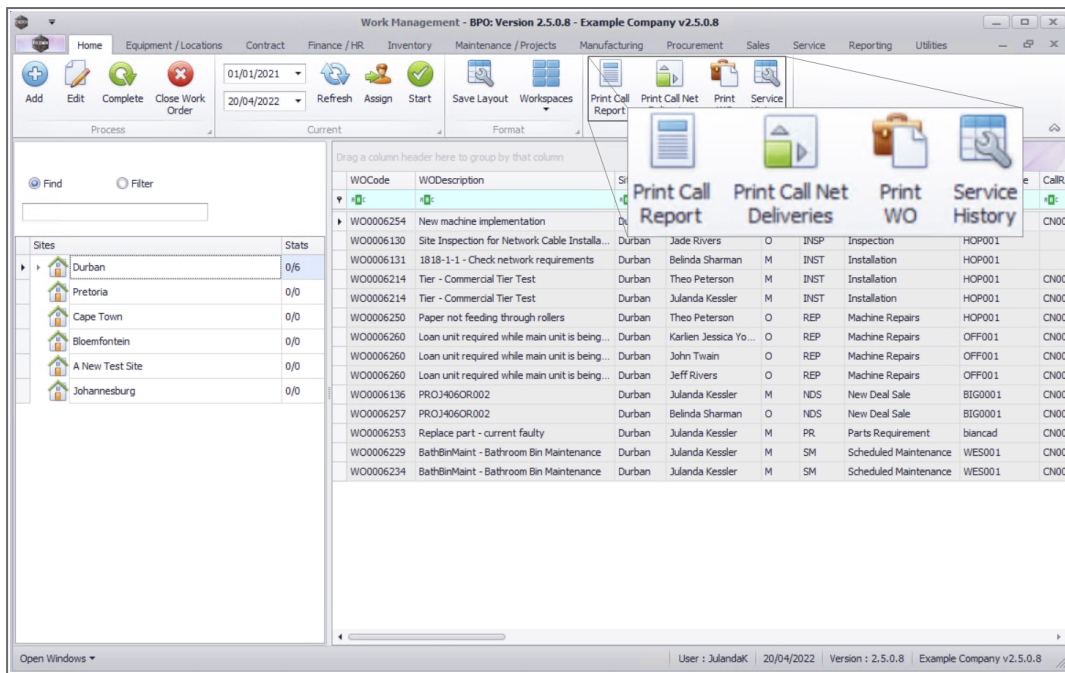 Work Management - BPO: Version 2.5.0.8 - Example Company v2.5.0.8
Home Equipment / Locations Contract Finance / HR Inventory Maintenance / Projects Manufacturing Procurement Sales Service Reporting Utilities
Add Edit Complete Close Work Order
Process
01/01/2021
20/04/2022
Refresh Assign Start
Current
Save Layout Workspaces
Format
Print Call Report Print Call Net Print Service
Print Call Report
Print Call Net Deliveries
Print WO
Service History
Find Filter
Sites Stats
Durban 0/6
Pretoria 0/0
Cape Town 0/0
Bloemfontein 0/0
A New Test Site 0/0
Johannesburg 0/0
Drag a column header here to group by that column
WOCode WODescription
WO0006254 New machine implementation CN00
WO0006130 Site Inspection for Network Cable Installa... Durban Jade Rivers O INSP Inspection HOP001
WO0006131 1818-1-1 - Check network requirements Durban Belinda Sharman M INST Installation HOP001
WO0006214 Tier - Commercial Tier Test Durban Theo Peterson M INST Installation HOP001 CN00
WO0006214 Tier - Commercial Tier Test Durban Julanda Kessler M INST Installation HOP001 CN00
WO0006250 Paper not feeding through rollers Durban Theo Peterson O REP Machine Repairs HOP001 CN00
WO0006260 Loan unit required while main unit is being... Durban Karlien Jessica Yo... O REP Machine Repairs OFF001 CN00
WO0006260 Loan unit required while main unit is being... Durban John Twain O REP Machine Repairs OFF001 CN00
WO0006260 Loan unit required while main unit is being... Durban Jeff Rivers O REP Machine Repairs OFF001 CN00
WO0006136 PROJ406OR002 Durban Julanda Kessler M NDS New Deal Sale BIG0001 CN00
WO0006257 PROJ406OR002 Durban Belinda Sharman O NDS New Deal Sale BIG0001 CN00
WO0006253 Replace part - current faulty Durban Julanda Kessler M PR Parts Requirement biancad CN00
WO0006229 BathBinMaint - Bathroom Bin Maintenance Durban Julanda Kessler M SM Scheduled Maintenance WES001 CN00
WO0006234 BathBinMaint - Bathroom Bin Maintenance Durban Julanda Kessler M SM Scheduled Maintenance WES001 CN00
Open Windows User : JulandaK 20/04/2022 Version : 2.5.0.8 Example Company v2.5.0.8